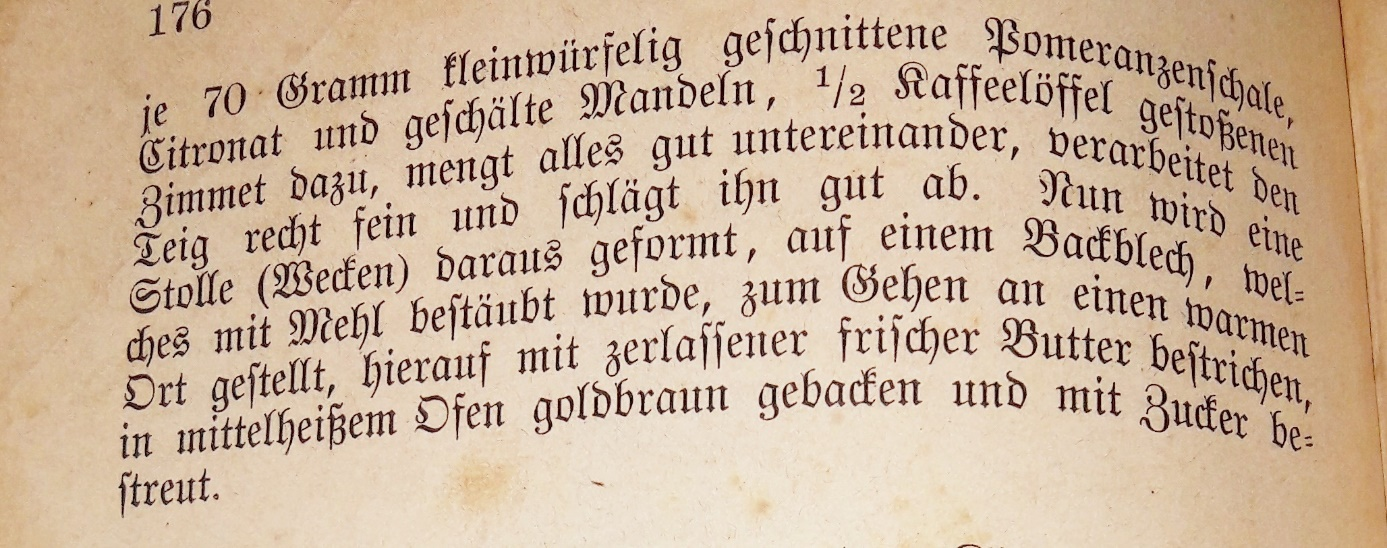 176
je 70 Gramm kleinwürfelig geſchnittene Pomeranzenſchale,
Citronat und geſchälte Mandeln, 1/2 Kaffeelöffel geſtoßenen
Zimmet dazu, mengt alles gut untereinander, verarbeitet den
Teig recht fein und ſchlägt ihn gut ab. Nun wird eine
Stolle (Wecken) daraus geformt, auf einem Backblech, wel⸗
ches mit Mehl beſtäubt wurde, zum Gehen an einen warmen
Ort geſtellt, hierauf mit zerlaſſener friſcher Butter beſtrichen,
in mittelheißem Ofen goldbraun gebacken und mit Zucker be⸗
ſtreut.